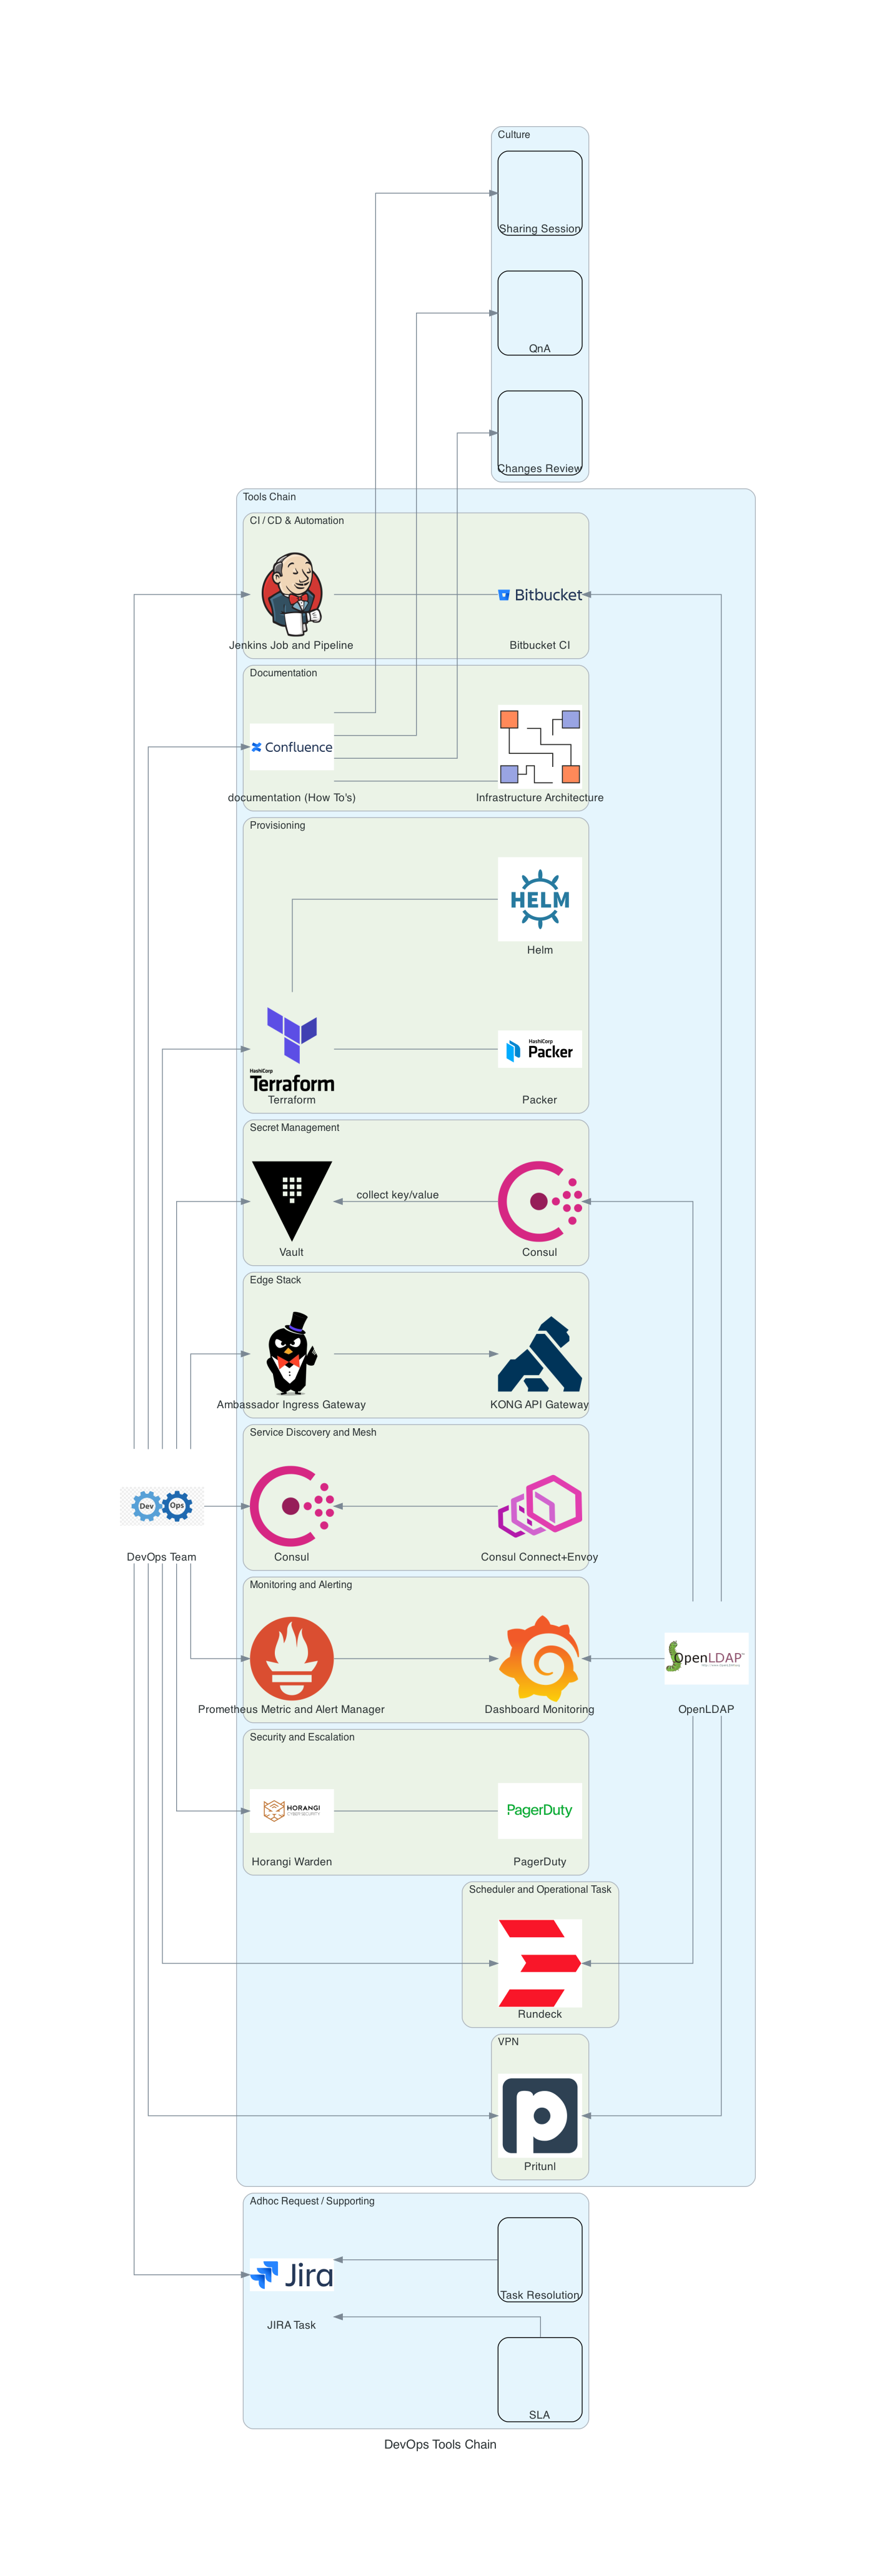 Culture
Sharing Session
QnA
Changes Review
Tools Chain
CI / CD & Automation
Jenkins Job and Pipeline
Bitbucket
Bitbucket CI
Documentation
Confluence
documentation (How To's)
Infrastructure Architecture
Provisioning
HELM
Helm
HashiCorp
Terraform
Terraform
HashiCorp
Packer
Packer
Secret Management
collect key/value
Vault
Consul
Edge Stack
Ambassador Ingress Gateway
KONG API Gateway
Service Discovery and Mesh
Dev Ops
DevOps Team
Consul
Consul Connect+Envoy
Monitoring and Alerting
Prometheus Metric and Alert Manager
Dashboard Monitoring
OpenLDAP
OpenLDAP
Security and Escalation
HORANGI
CYBER SECURITY
Horangi Warden
PagerDuty
PagerDuty
Scheduler and Operational Task
Rundeck
VPN
Pritunl
Adhoc Request / Supporting
Jira
JIRA Task
Task Resolution
SLA
DevOps Tools Chain